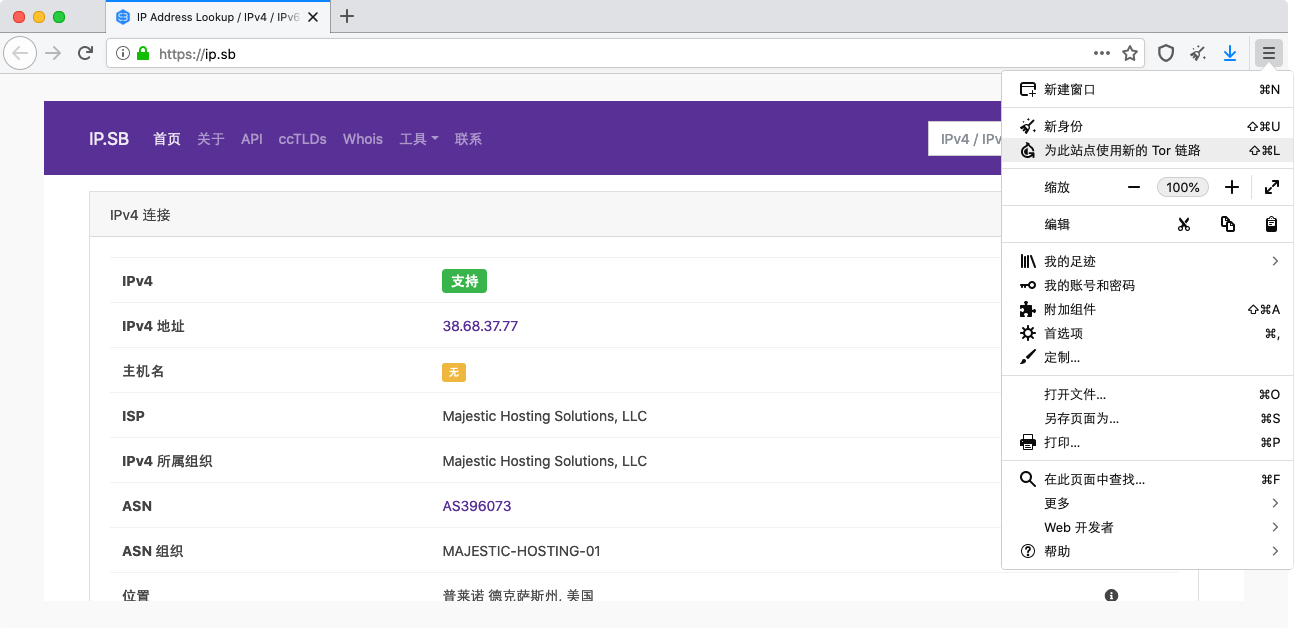 IP Address Lookup / IPv4 / IPv6
https://ip.sb
IP.SB 首页 关于 API ccTLDs Whois 工具 联系 IPv4 / IPv
IPv4 连接
IPv4 支持
IPv4 地址 38.68.37.77
主机名 无
ISP Majestic Hosting Solutions, LLC
IPv4 所属组织 Majestic Hosting Solutions, LLC
ASN AS396073
ASN 组织 MAJESTIC-HOSTING-01
位置 普莱诺 德克萨斯州, 美国
新建窗口 ⌘N
新身份 ⇧⌘U
为此站点使用新的 Tor 链路 ⇧⌘L
缩放 − 100% +
编辑
我的足迹
我的账号和密码
附加组件 ⇧⌘A
首选项 ⌘,
定制...
打开文件... ⌘O
另存页面为... ⌘S
打印... ⌘P
在此页面中查找... ⌘F
更多
Web 开发者
帮助